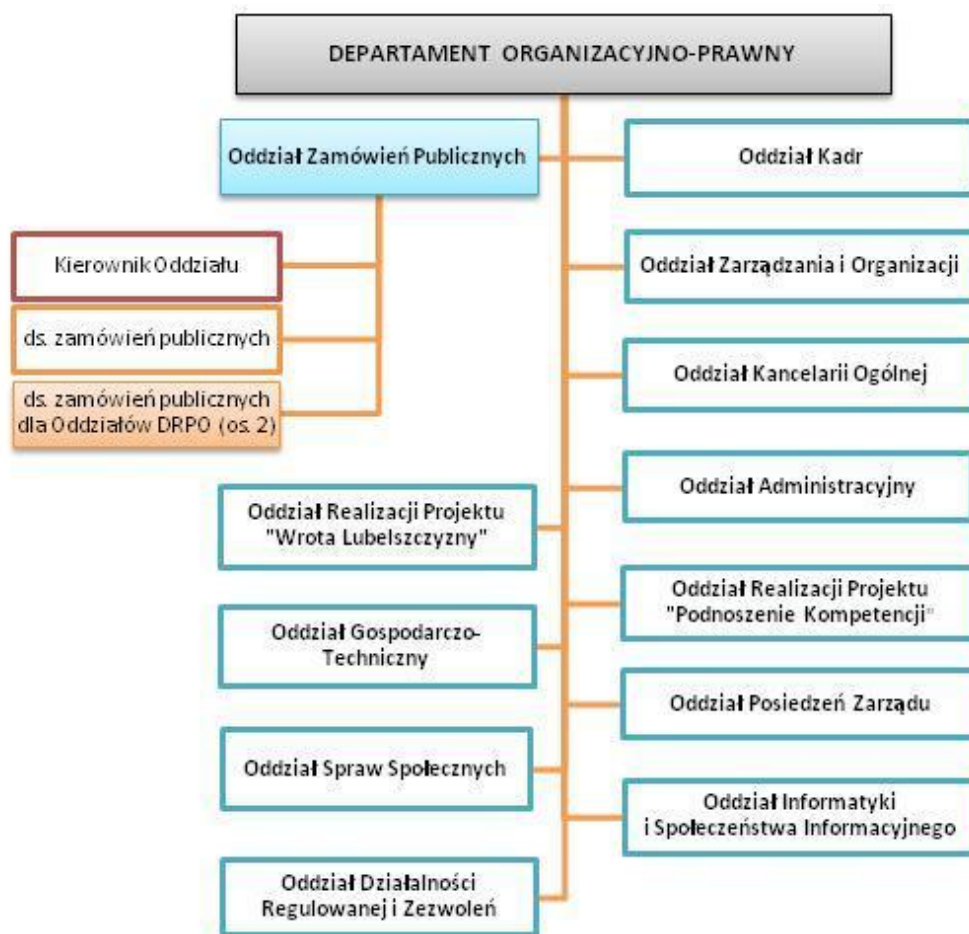 DEPARTAMENT ORGANIZACYJNO-PRAWNY
Oddział Zamówień Publicznych
Kierownik Oddziału
ds. zamówień publicznych
ds. zamówień publicznych
dla Oddziałów DRPO (os. 2)
Oddział Realizacji Projektu
"Wrota Lubelszczyzny"
Oddział Gospodarczo-
Techniczny
Oddział Spraw Społecznych
Oddział Działalności
Regulowanej i Zezwoleń
Oddział Kadr
Oddział Zarządzania i Organizacji
Oddział Kancelarii Ogólnej
Oddział Administracyjny
Oddział Realizacji Projektu
"Podnoszenie Kompetencji"
Oddział Posiedzeń Zarządu
Oddział Informatyki
i Społeczeństwa Informacyjnego